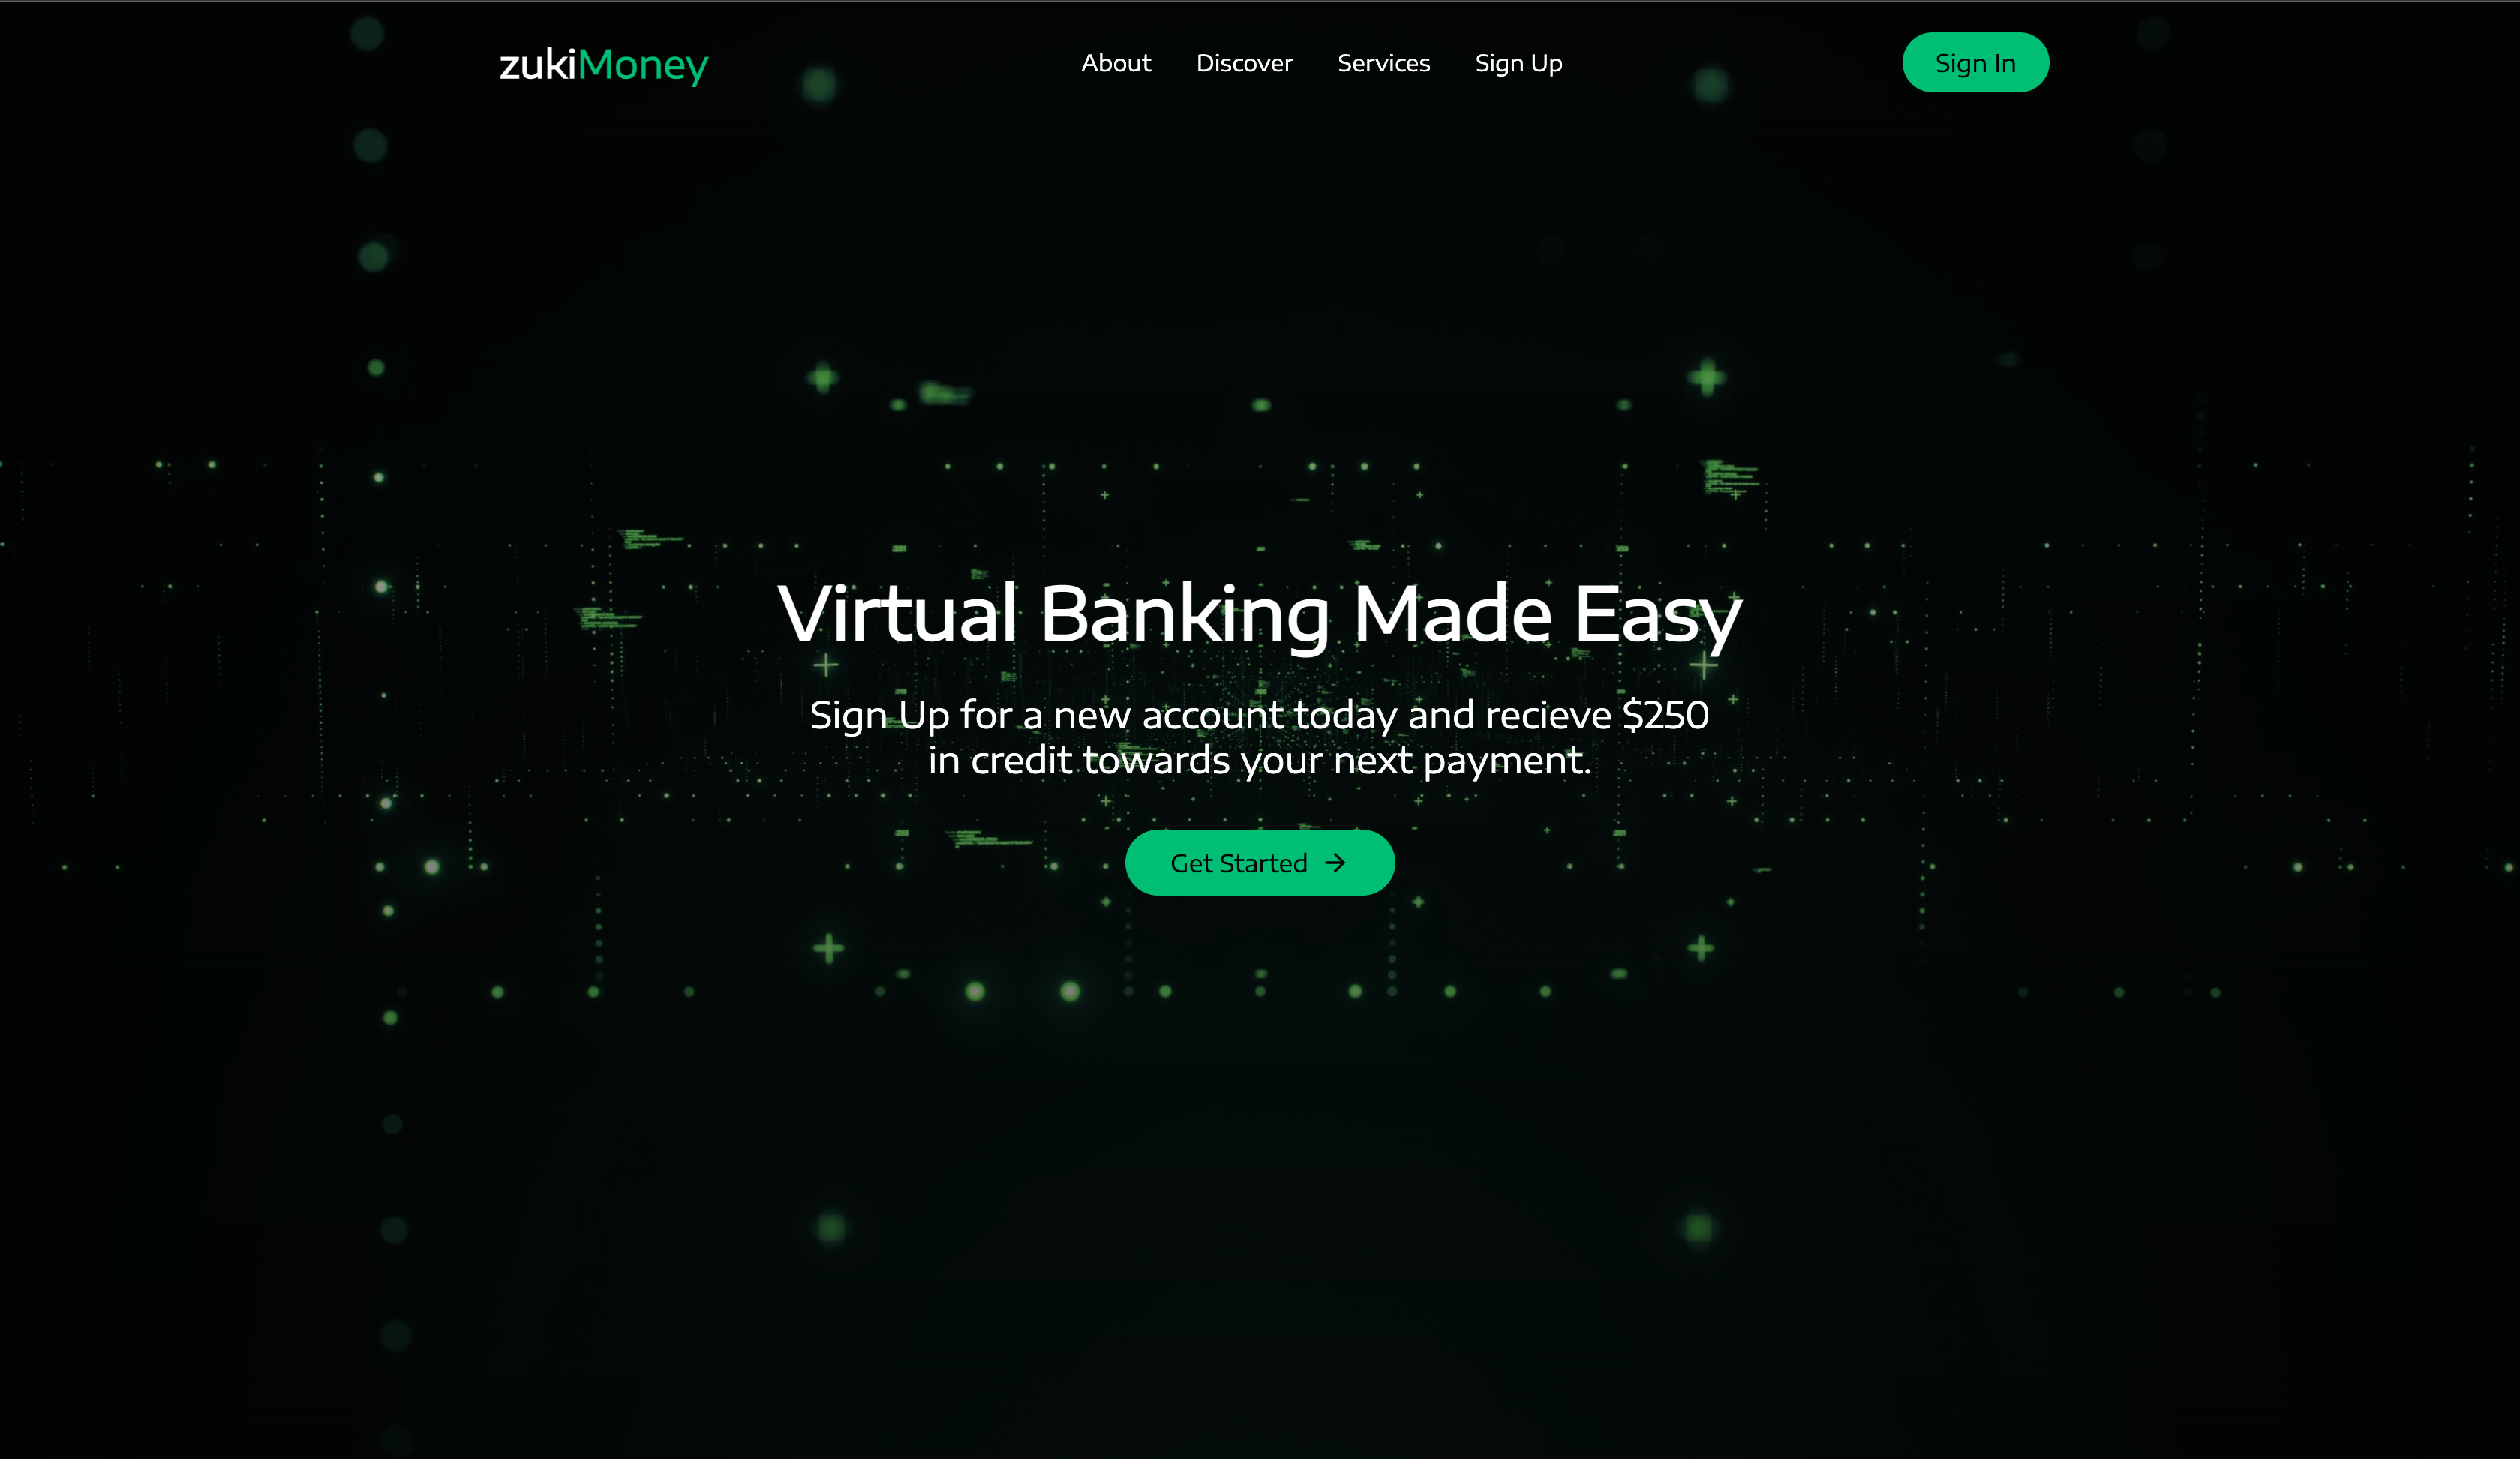 zukiMoney
About Discover Services Sign Up
Sign In
Virtual Banking Made Easy
Sign Up for a new account today and recieve $250
in credit towards your next payment.
Get Started